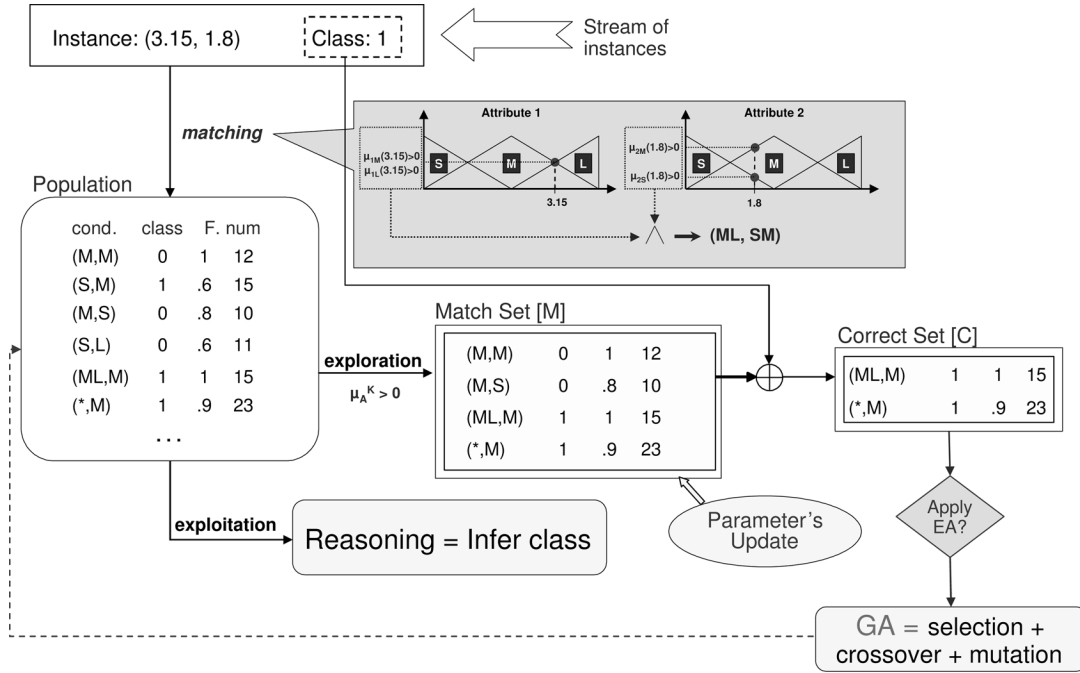 Instance: (3.15, 1.8)
Class: 1
Stream of
instances
matching
Attribute 1
Attribute 2
μ1M(3.15)>0
μ1L(3.15)>0
S
M
L
3.15
μ2M(1.8)>0
μ2S(1.8)>0
S
M
L
1.8
(ML, SM)
Population
cond. class F. num
(M,M) 0 1 12
(S,M) 1 .6 15
(M,S) 0 .8 10
(S,L) 0 .6 11
(ML,M) 1 1 15
(*,M) 1 .9 23
...
exploration
μAK > 0
Match Set [M]
(M,M) 0 1 12
(M,S) 0 .8 10
(ML,M) 1 1 15
(*,M) 1 .9 23
Correct Set [C]
(ML,M) 1 1 15
(*,M) 1 .9 23
exploitation
Reasoning = Infer class
Parameter's
Update
Apply
EA?
GA = selection +
crossover + mutation